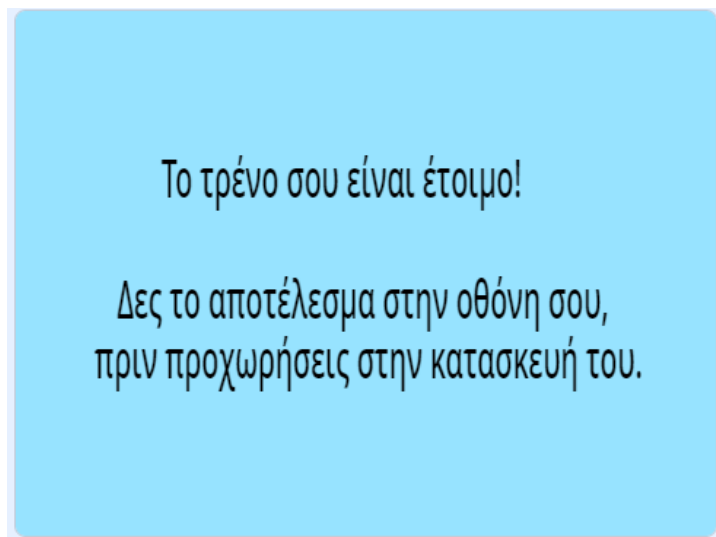 Το τρένο σου είναι έτοιμο!
Δες το αποτέλεσμα στην οθόνη σου,
πριν προχωρήσεις στην κατασκευή του.